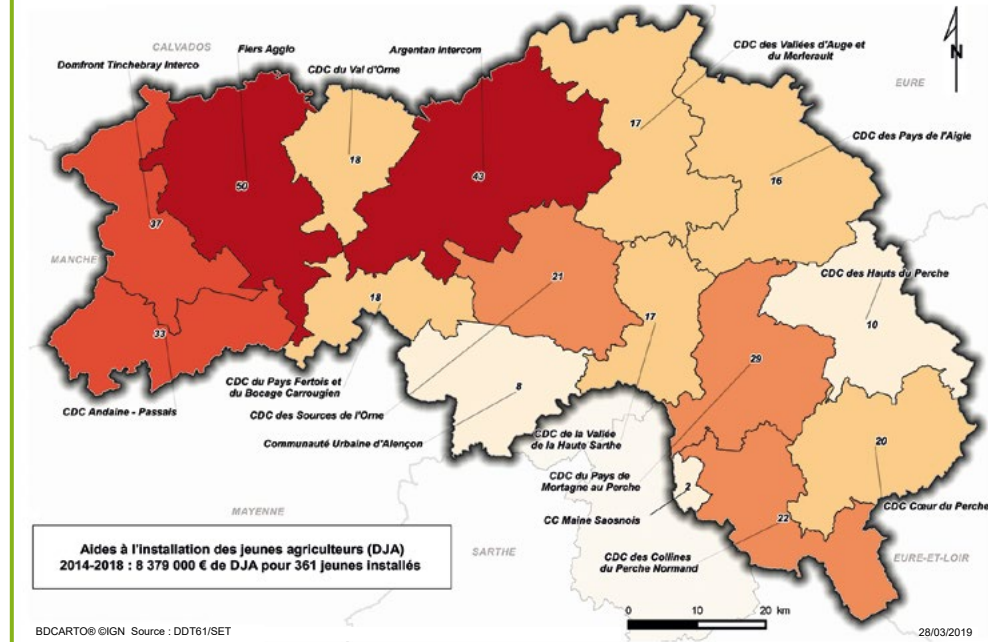 CALVADOS
Flers Agglo
Argentan Intercom
CDC des Vallées d'Auge et
du Merlerault
N
Domfront Tinchebray Interco
CDC du Val d'Orne
EURE
CDC des Pays de l'Aigle
17
18
43
16
50
37
MANCHE
CDC des Hauts du Perche
21
18
17
10
33
29
CDC du Pays Fertois et
du Bocage Carrougien
8
CDC Andaine - Passais
CDC des Sources de l'Orne
Communauté Urbaine d'Alençon
CDC de la Vallée
de la Haute Sarthe
20
CDC du Pays de
Mortagne au Perche
2
CDC Cœur du Perche
MAYENNE
CC Maine Saosnois
22
SARTHE
CDC des Collines
du Perche Normand
EURE-ET-LOIR
Aides à l'installation des jeunes agriculteurs (DJA)
2014-2018 : 8 379 000 € de DJA pour 361 jeunes installés
0 10 20 km
BDCARTO® ©IGN Source : DDT61/SET
28/03/2019